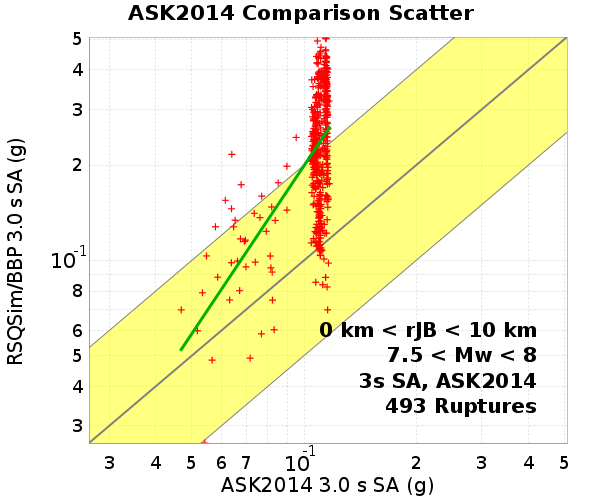 ASK2014 Comparison Scatter
RSQSim/BBP 3.0 s SA (g)
5
4
3
2
10⁻¹
8
6
5
4
3
0 km < rJB < 10 km
7.5 < Mw < 8
3s SA, ASK2014
493 Ruptures
3 4 5 6 7 10⁻¹ 2 3 4 5
ASK2014 3.0 s SA (g)